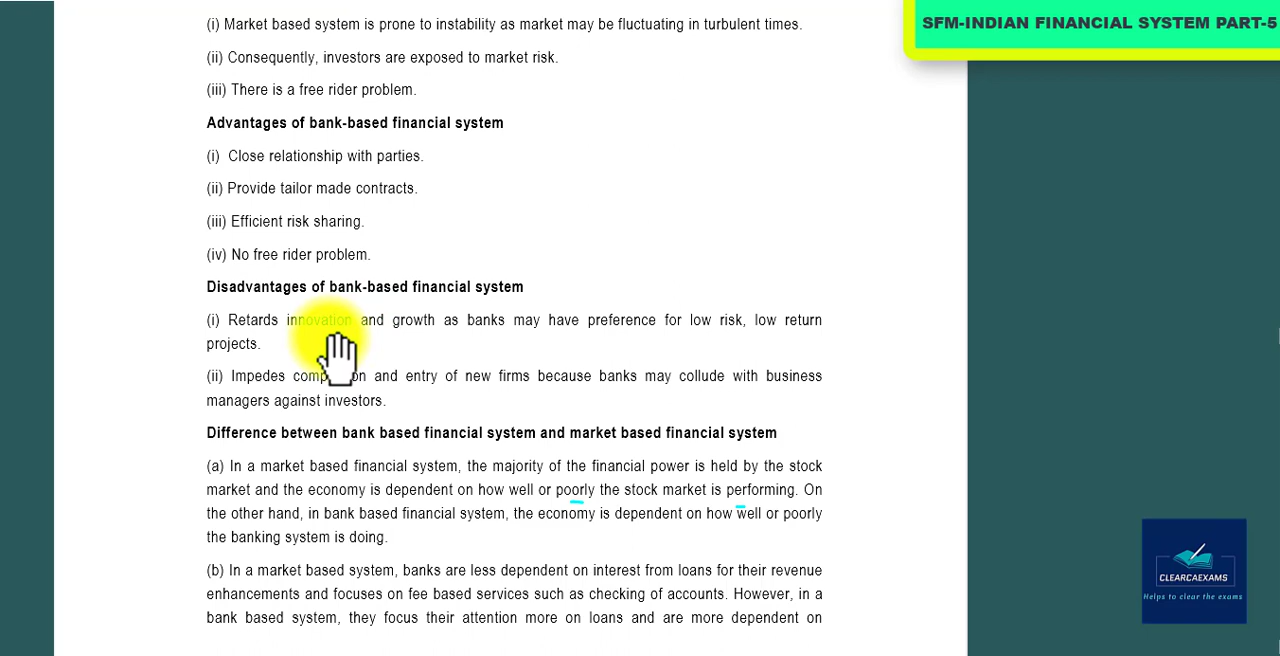 (i) Market based system is prone to instability as market may be fluctuating in turbulent times.
SFM-INDIAN FINANCIAL SYSTEM PART-5
(ii) Consequently, investors are exposed to market risk.
(iii) There is a free rider problem.
Advantages of bank-based financial system
(i) Close relationship with parties.
(ii) Provide tailor made contracts.
(iii) Efficient risk sharing.
(iv) No free rider problem.
Disadvantages of bank-based financial system
(i) Retards innovation and growth as banks may have preference for low risk, low return
projects.
(ii) Impedes and entry of new firms because banks may collude with business
managers against investors.
Difference between bank based financial system and market based financial system
(a) In a market based financial system, the majority of the financial power is held by the stock
market and the economy is dependent on how well or poorly the stock market is performing. On
the other hand, in bank based financial system, the economy is dependent on how well or poorly
the banking system is doing.
(b) In a market based system, banks are less dependent on interest from loans for their revenue
enhancements and focuses on fee based services such as checking of accounts. However, in a
bank based system, they focus their attention more on loans and are more dependent on
CLEARCAEXAMS
Helps to clear the exams